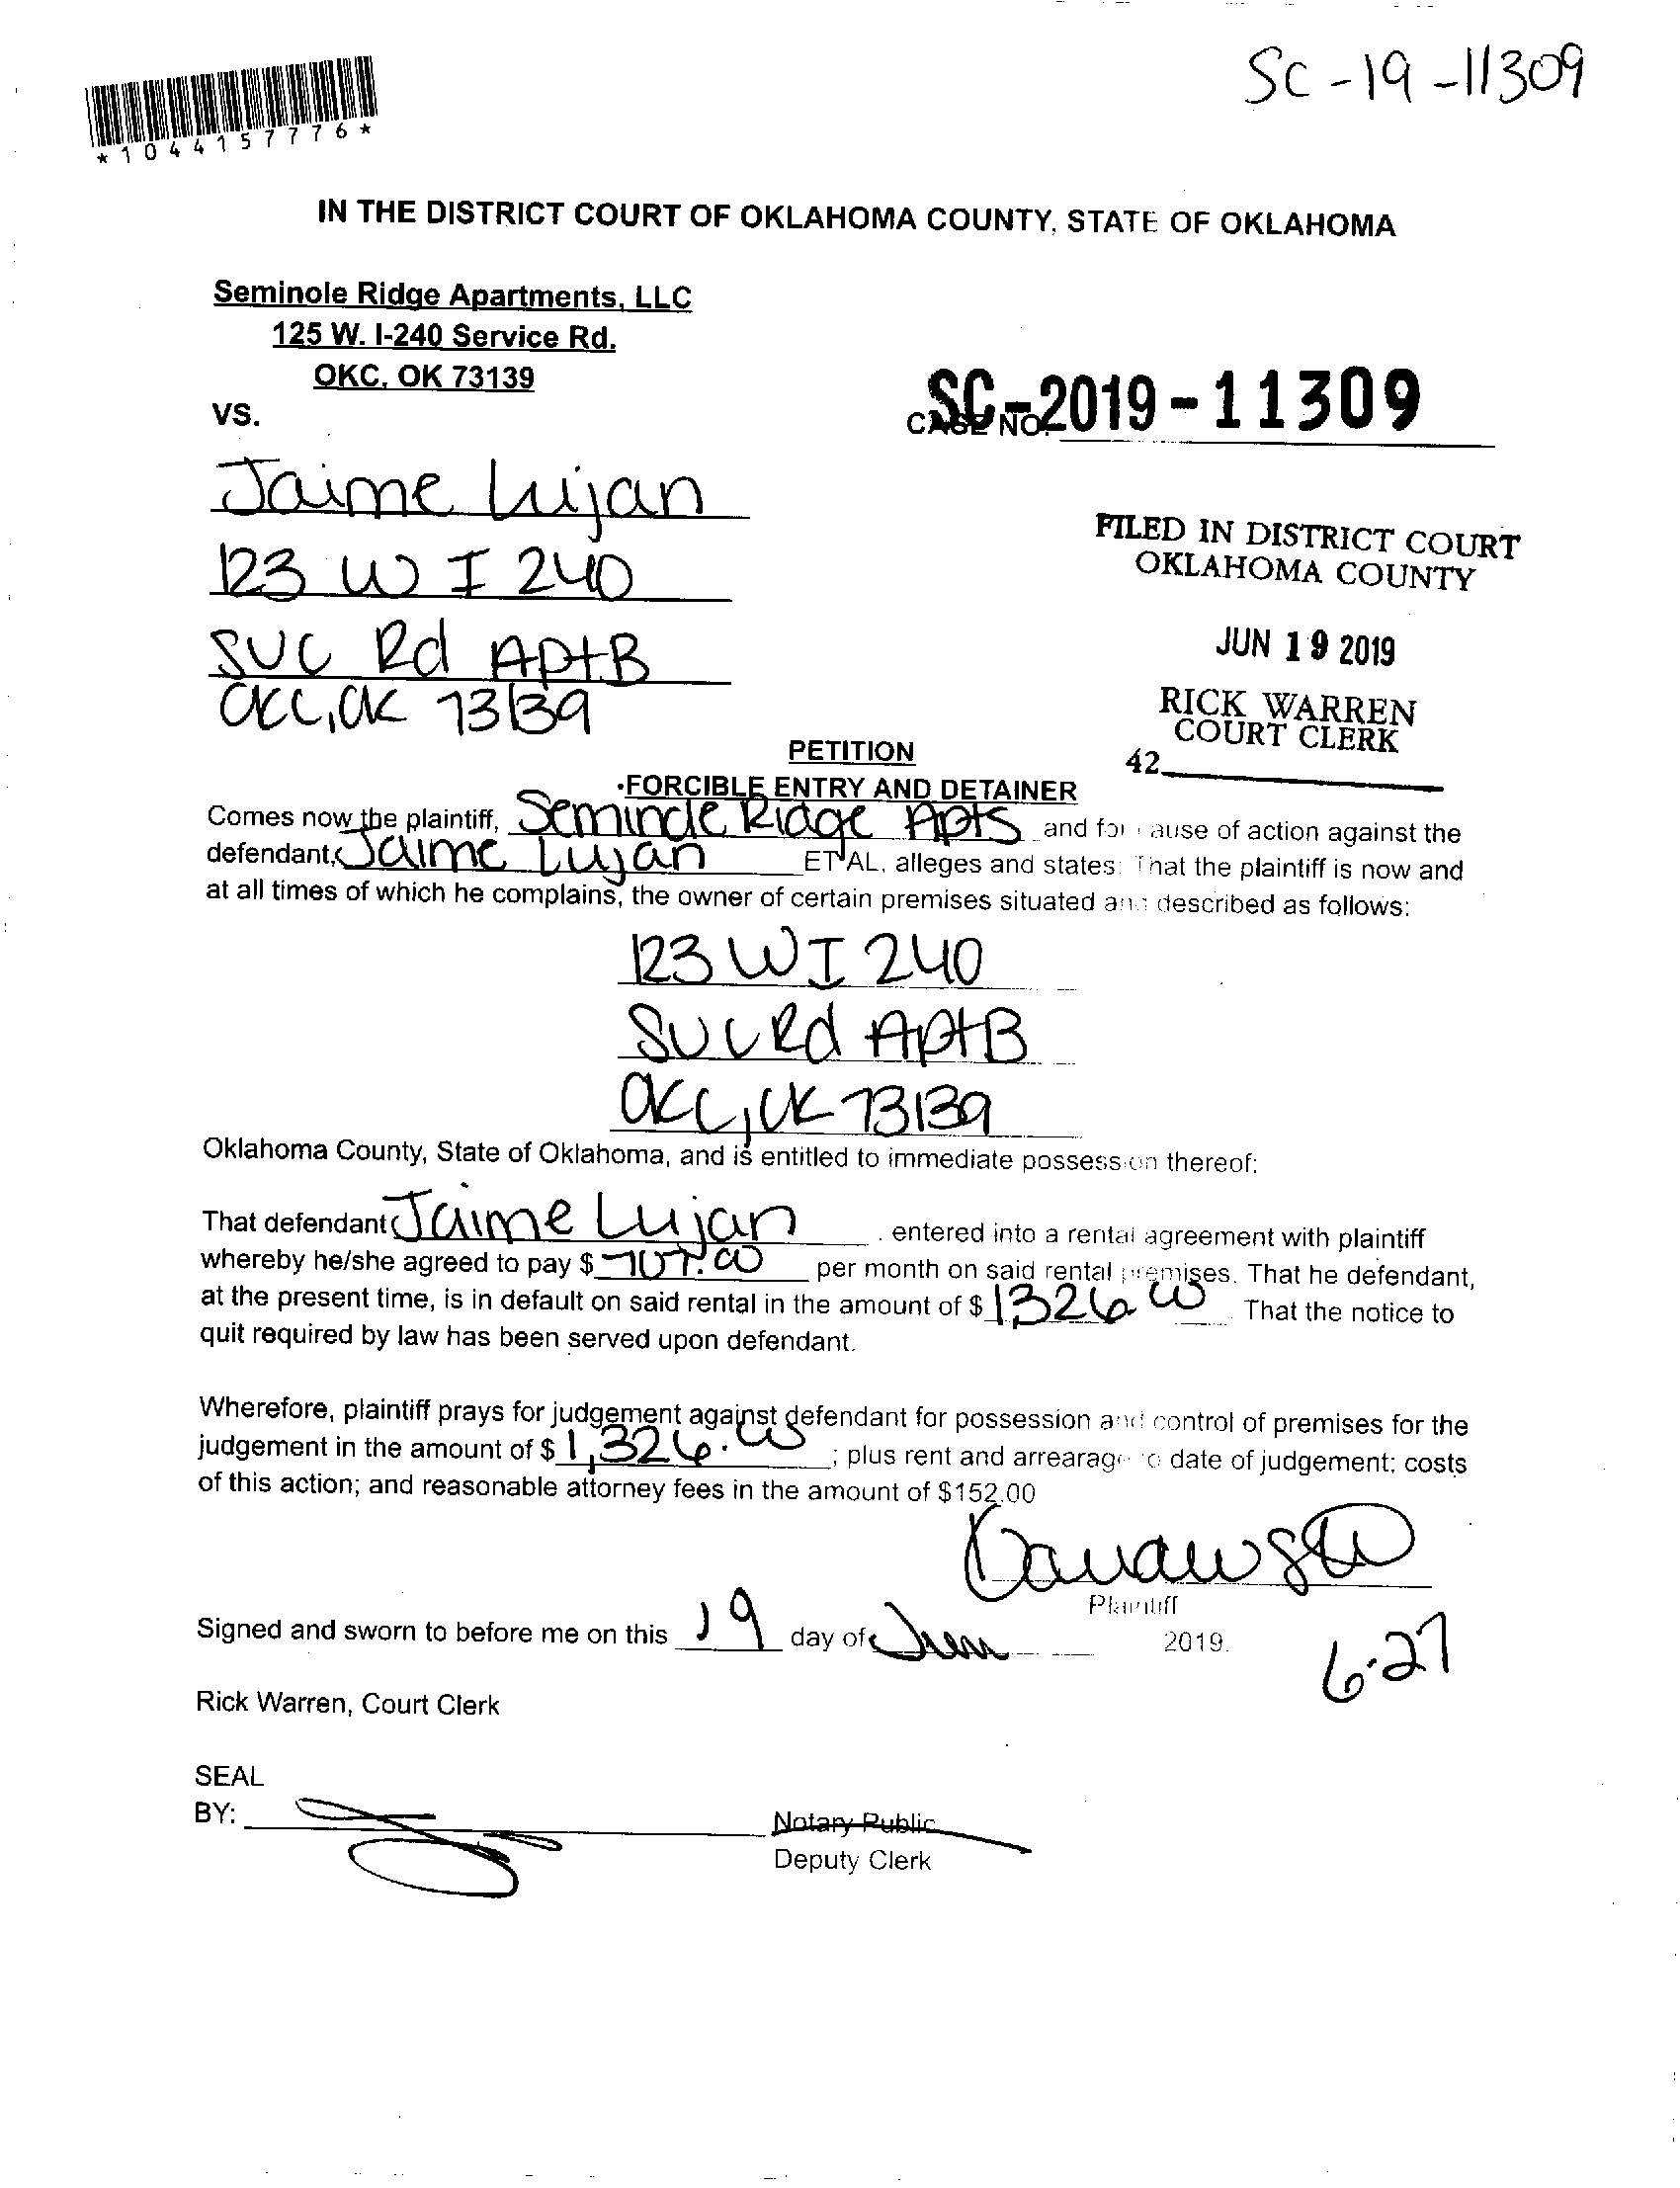 SC-19-11309
*1044157776*
IN THE DISTRICT COURT OF OKLAHOMA COUNTY, STATE OF OKLAHOMA
Seminole Ridge Apartments, LLC
125 W. I-240 Service Rd.
OKC, OK 73139
VS.
CASE NO. SC-2019-11309
Jaime Lujan
123 W I 240
SVC Rd Apt B
OKC, OK 73139
FILED IN DISTRICT COURT
OKLAHOMA COUNTY
JUN 19 2019
RICK WARREN
COURT CLERK
42
PETITION
FORCIBLE ENTRY AND DETAINER
Comes now the plaintiff, Seminole Ridge Apts and for cause of action against the
defendant, Jaime Lujan ET AL, alleges and states: That the plaintiff is now and
at all times of which he complains, the owner of certain premises situated and described as follows:
123 W I 240
SVC Rd Apt B
OKC, OK 73139
Oklahoma County, State of Oklahoma, and is entitled to immediate possession thereof:
That defendant Jaime Lujan, entered into a rental agreement with plaintiff
whereby he/she agreed to pay $ 707.00 per month on said rental premises. That he defendant,
at the present time, is in default on said rental in the amount of $ 1326 00. That the notice to
quit required by law has been served upon defendant.
Wherefore, plaintiff prays for judgement against defendant for possession and control of premises for the
judgement in the amount of $ 1,326.00; plus rent and arrearage to date of judgement; costs
of this action; and reasonable attorney fees in the amount of $152.00
Plaintiff
Signed and sworn to before me on this 19 day of June 2019.
6-27
Rick Warren, Court Clerk
SEAL
BY:
Notary Public
Deputy Clerk